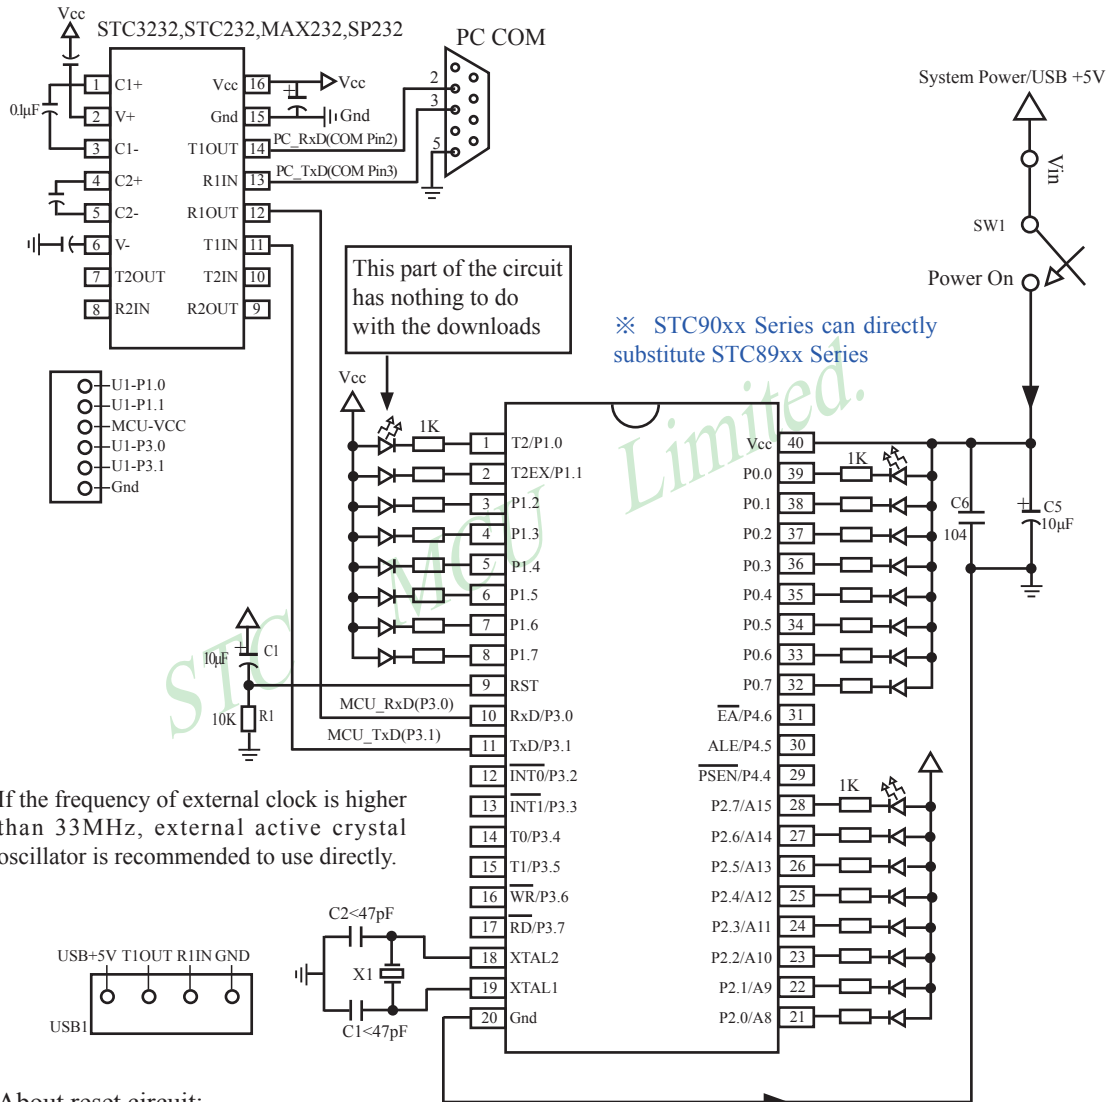 Vcc
STC3232,STC232,MAX232,SP232
PC COM
System Power/USB +5V
1 C1+ Vcc 16 Vcc
0.1µF
2 V+ Gnd 15 Gnd
3 C1- T1OUT 14 PC_RxD(COM Pin2)
4 C2+ R1IN 13 PC_TxD(COM Pin3)
5 C2- R1OUT 12
6 V- T1IN 11
7 T2OUT T2IN 10
8 R2IN R2OUT 9
2
3
5
Vin
SW1
Power On
This part of the circuit
has nothing to do
with the downloads
※ STC90xx Series can directly
substitute STC89xx Series
U1-P1.0
U1-P1.1
MCU-VCC
U1-P3.0
U1-P3.1
Gnd
Vcc
1K
1 T2/P1.0 Vcc 40
2 T2EX/P1.1 P0.0 39 1K
3 P1.2 P0.1 38
4 P1.3 P0.2 37
5 P1.4 P0.3 36
6 P1.5 P0.4 35
7 P1.6 P0.5 34
8 P1.7 P0.6 33
9 RST P0.7 32
10 RxD/P3.0 EA/P4.6 31
11 TxD/P3.1 ALE/P4.5 30
12 INT0/P3.2 PSEN/P4.4 29
13 INT1/P3.3 P2.7/A15 28 1K
14 T0/P3.4 P2.6/A14 27
15 T1/P3.5 P2.5/A13 26
16 WR/P3.6 P2.4/A12 25
17 RD/P3.7 P2.3/A11 24
18 XTAL2 P2.2/A10 23
19 XTAL1 P2.1/A9 22
20 Gnd P2.0/A8 21
C6
104
+ C5
10µF
+
10µF C1
10K R1
MCU_RxD(P3.0)
MCU_TxD(P3.1)
STC MCU Limited.
If the frequency of external clock is higher
than 33MHz, external active crystal
oscillator is recommended to use directly.
C2<47pF
X1
C1<47pF
USB+5V T1OUT R1IN GND
USB1
About reset circuit: